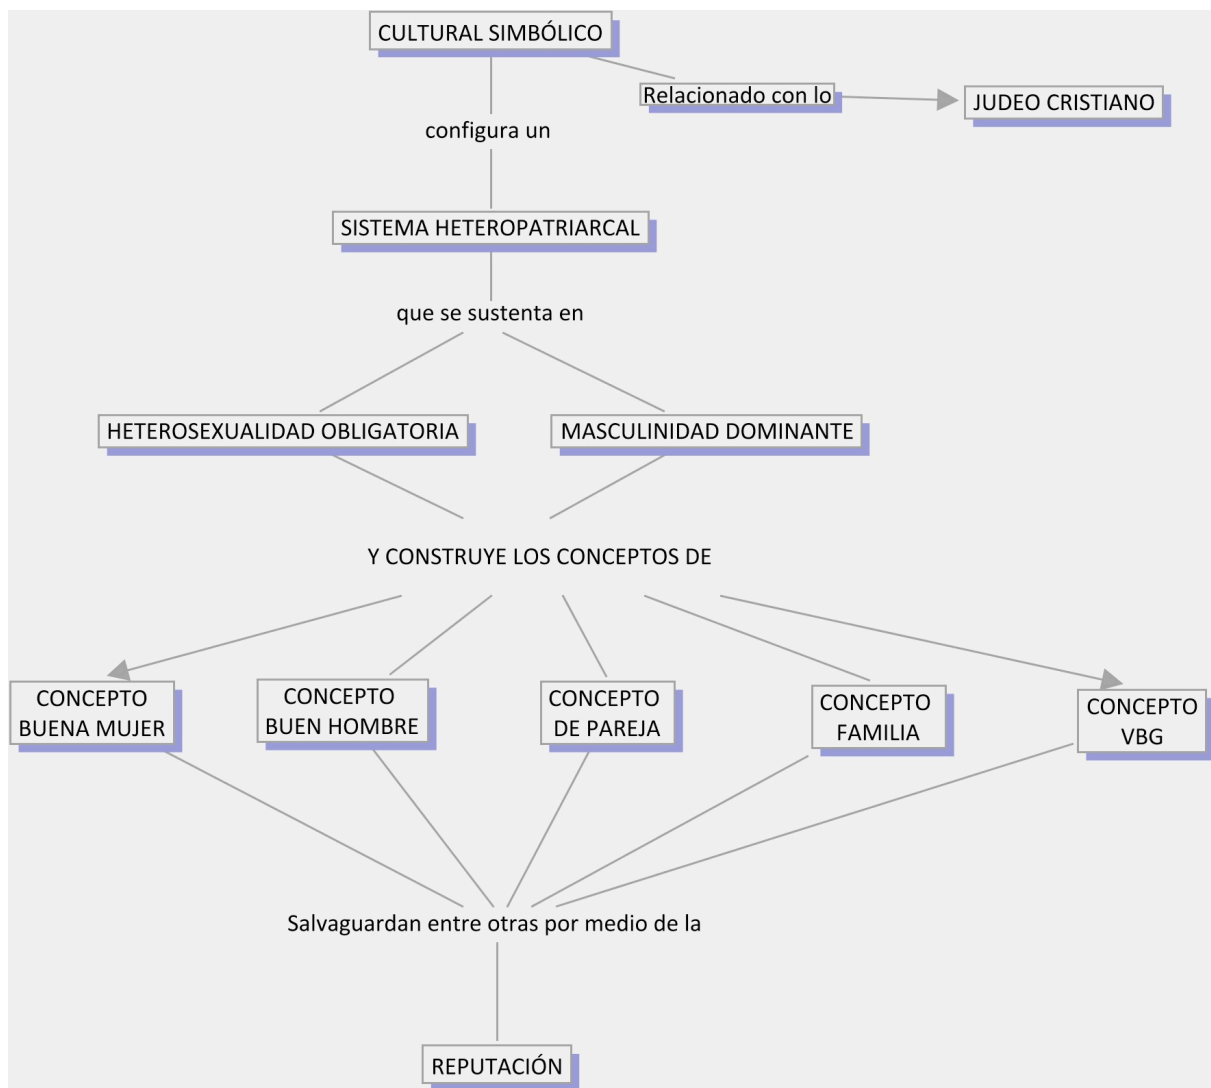 CULTURAL SIMBÓLICO
Relacionado con lo
JUDEO CRISTIANO
configura un
SISTEMA HETEROPATRIARCAL
que se sustenta en
HETEROSEXUALIDAD OBLIGATORIA
MASCULINIDAD DOMINANTE
Y CONSTRUYE LOS CONCEPTOS DE
CONCEPTO
BUENA MUJER
CONCEPTO
BUEN HOMBRE
CONCEPTO
DE PAREJA
CONCEPTO
FAMILIA
CONCEPTO
VBG
Salvaguardan entre otras por medio de la
REPUTACIÓN